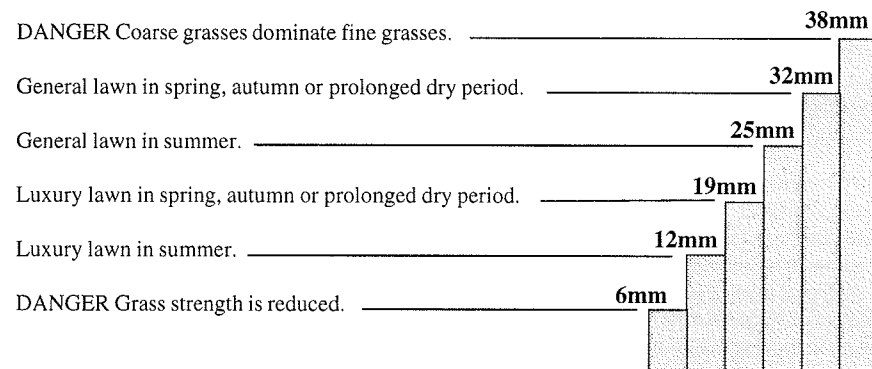 38mm
DANGER Coarse grasses dominate fine grasses.
32mm
General lawn in spring, autumn or prolonged dry period.
25mm
General lawn in summer.
19mm
Luxury lawn in spring, autumn or prolonged dry period.
12mm
Luxury lawn in summer.
6mm
DANGER Grass strength is reduced.